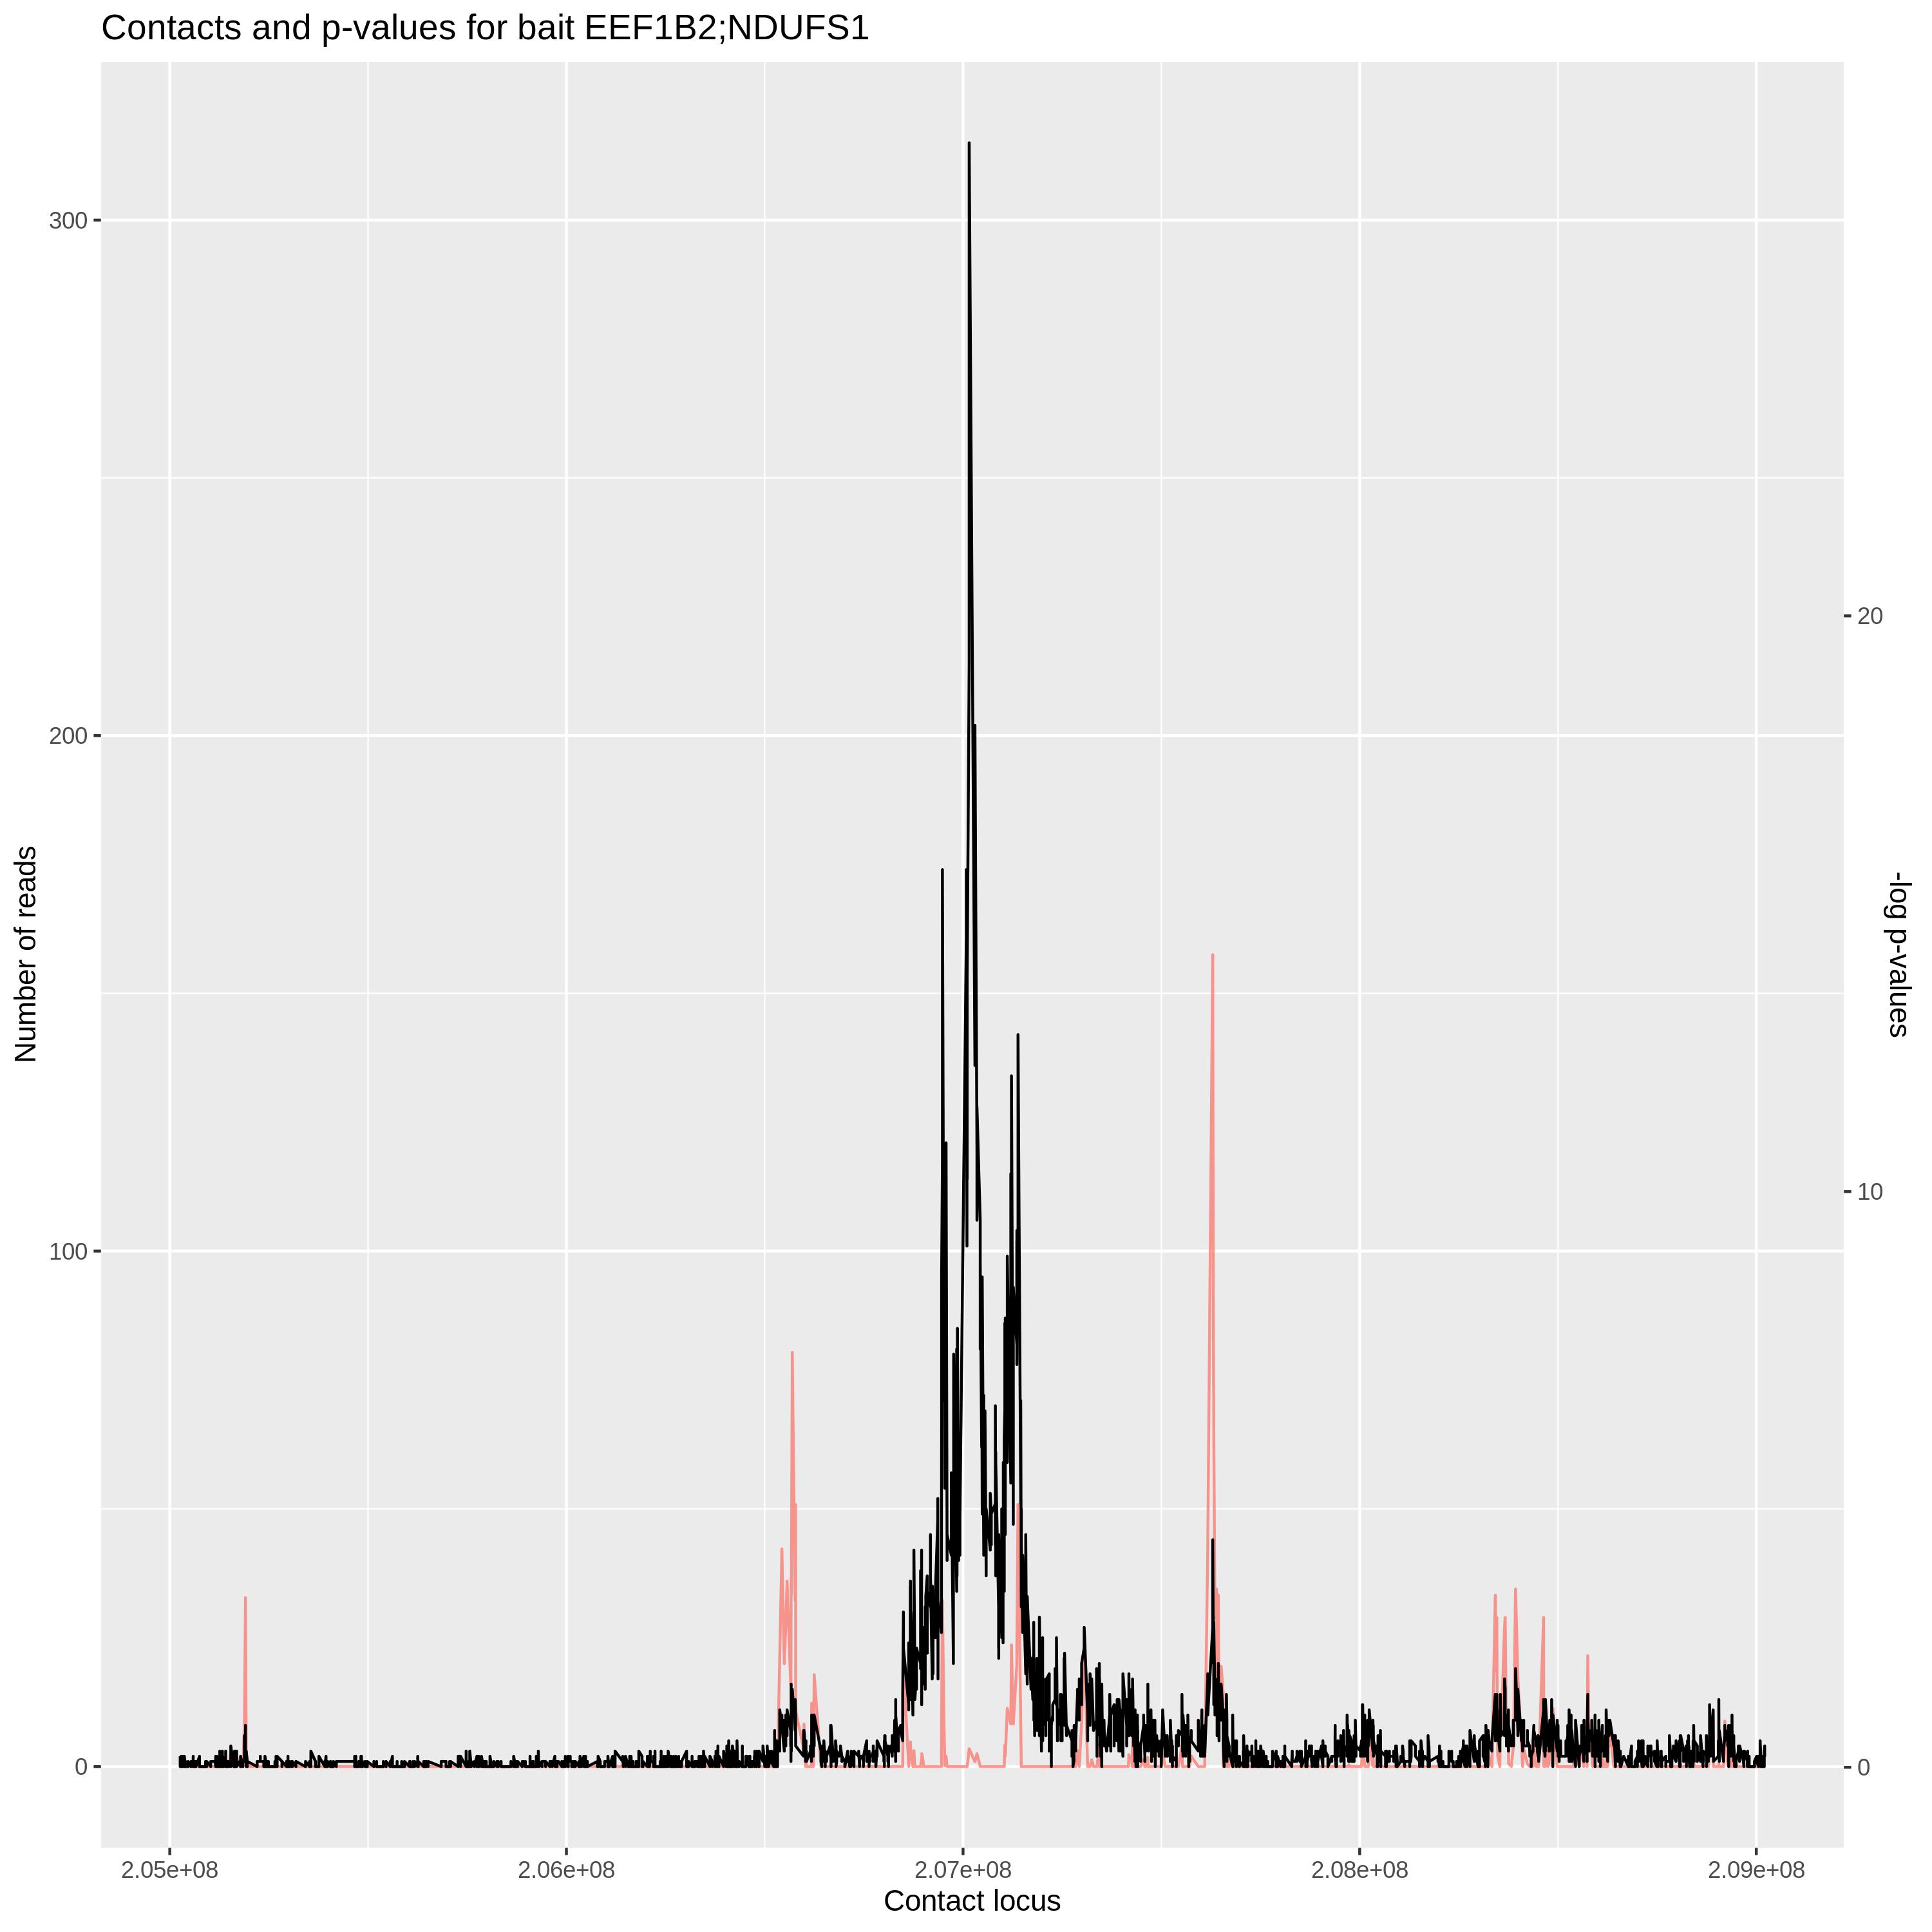 Contacts and p-values for bait EEF1B2;NDUFS1
300
200
100
0
Number of reads
20
10
0
-log p-values
2.05e+08 2.06e+08 2.07e+08 2.08e+08 2.09e+08
Contact locus